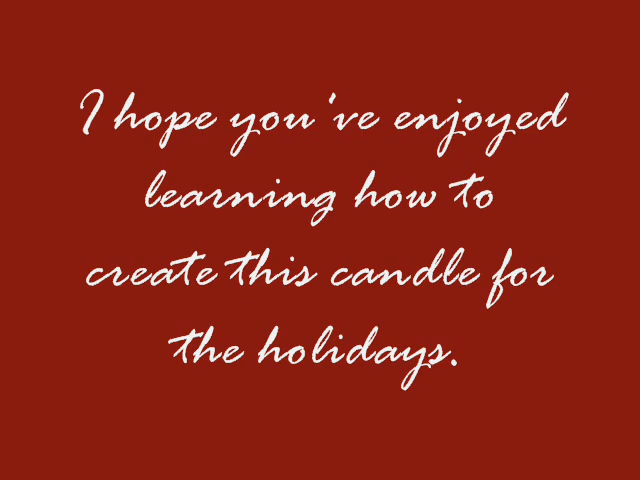 I hope you've enjoyed
learning how to
create this candle for
the holidays.